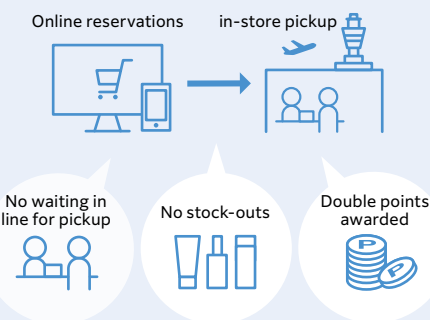 Online reservations
in-store pickup
No waiting in
line for pickup
No stock-outs
Double points
awarded
P
P